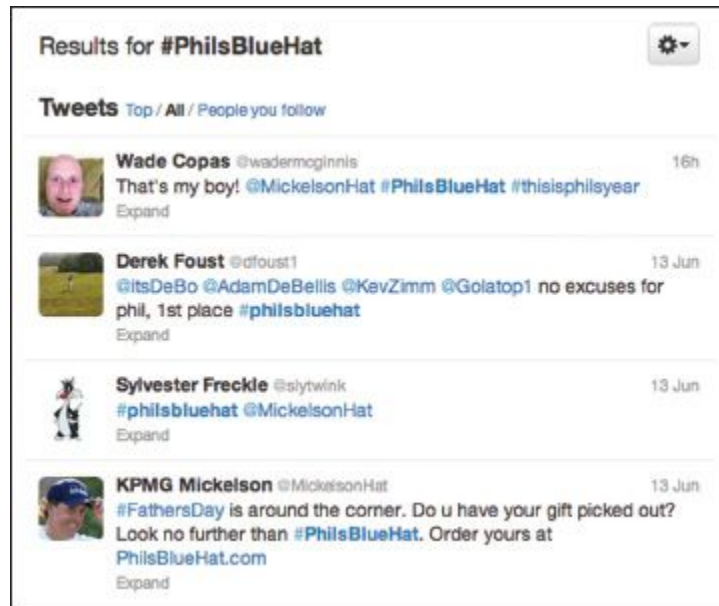 Results for #PhilsBlueHat
Tweets Top / All / People you follow
Wade Copas @wadermcginnis 16h
That's my boy! @MickelsonHat #PhilsBlueHat #thisisphilsyear
Expand
Derek Foust @dfoust1 13 Jun
@itsDeBo @AdamDeBellis @KevZimm @Golatop1 no excuses for
phil, 1st place #philsbluehat
Expand
Sylvester Freckle @slytwink 13 Jun
#philsbluehat @MickelsonHat
Expand
KPMG Mickelson @MickelsonHat 13 Jun
#FathersDay is around the corner. Do u have your gift picked out?
Look no further than #PhilsBlueHat. Order yours at
PhilsBlueHat.com
Expand